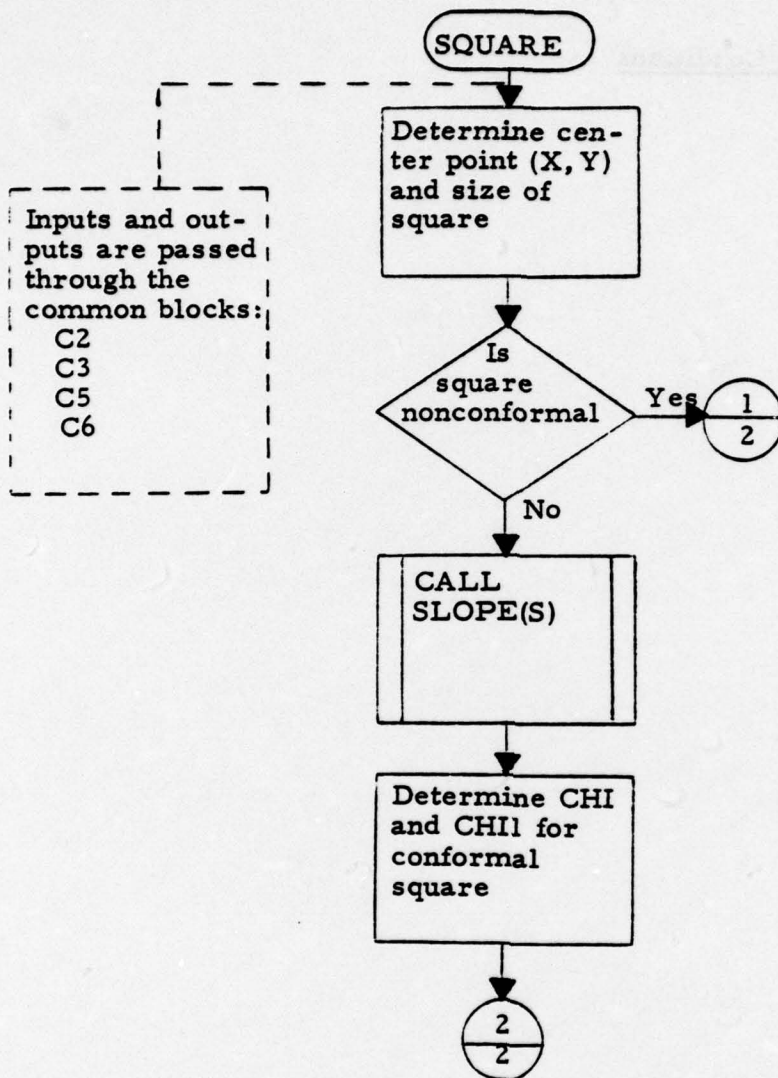 SQUARE
Determine cen-
ter point (X, Y)
and size of
square
Inputs and out-
puts are passed
through the
common blocks:
C2
C3
C5
C6
Is
square
nonconformal
Yes
1
2
No
CALL
SLOPE(S)
Determine CHI
and CHI1 for
conformal
square
2
2